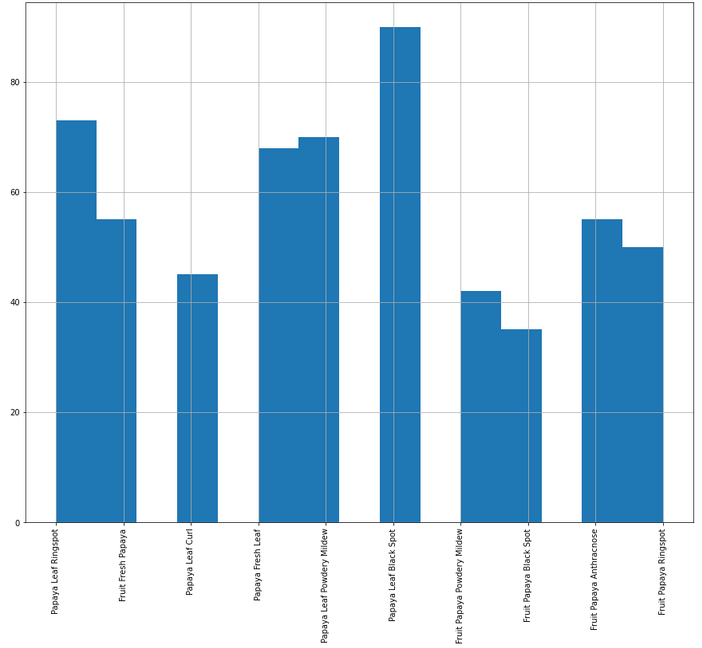 80
60
40
20
0
Papaya Leaf Ringspot
Fruit Fresh Papaya
Papaya Leaf Curl
Papaya Fresh Leaf
Papaya Leaf Powdery Mildew
Papaya Leaf Black Spot
Fruit Papaya Powdery Mildew
Fruit Papaya Black Spot
Fruit Papaya Anthracnose
Fruit Papaya Ringspot